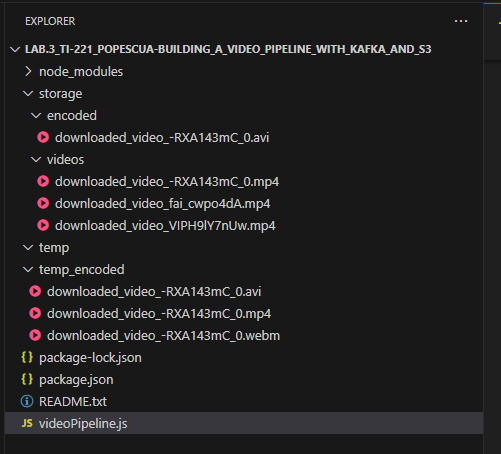 EXPLORER
LAB.3_TI-221_POPESCUA-BUILDING_A_VIDEO_PIPELINE_WITH_KAFKA_AND_S3
node_modules
storage
encoded
downloaded_video_-RXA143mC_0.avi
videos
downloaded_video_-RXA143mC_0.mp4
downloaded_video_fai_cwpo4dA.mp4
downloaded_video_VIPH9lY7nUw.mp4
temp
temp_encoded
downloaded_video_-RXA143mC_0.avi
downloaded_video_-RXA143mC_0.mp4
downloaded_video_-RXA143mC_0.webm
{} package-lock.json
{} package.json
README.txt
JS videoPipeline.js